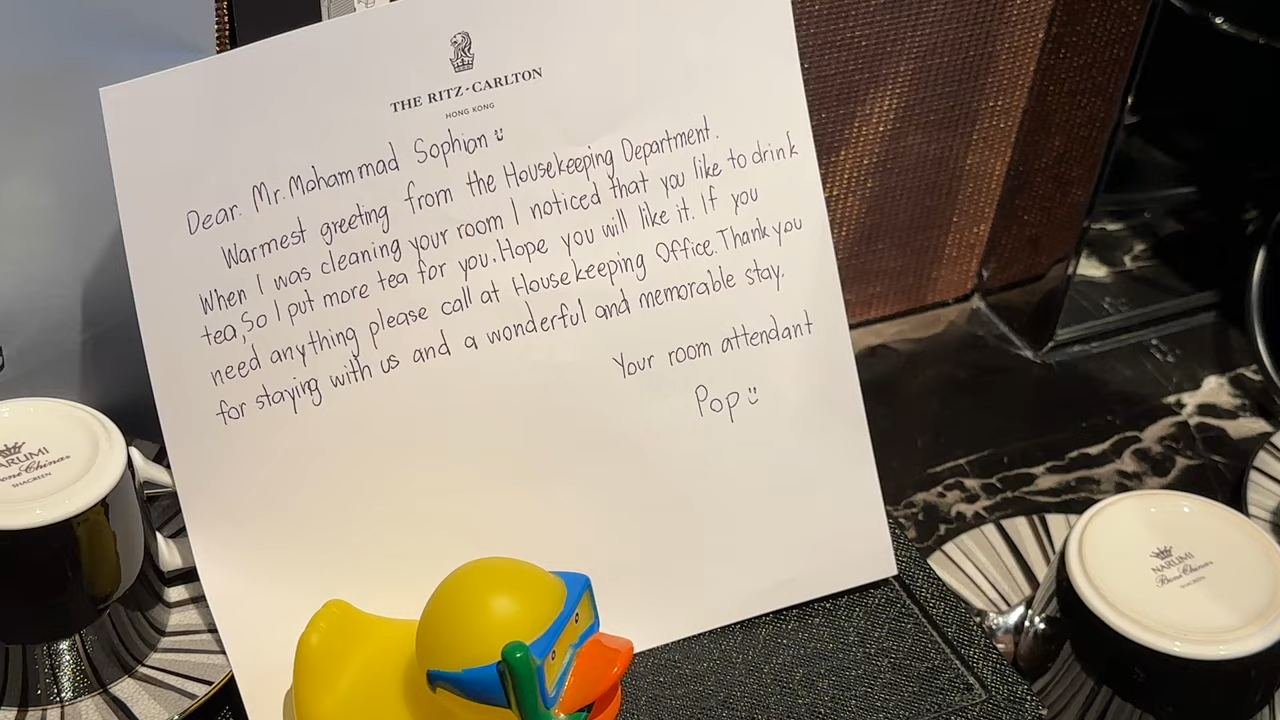 THE RITZ-CARLTON
HONG KONG
Dear. Mr. Mohammad Sophian
Warmest greeting from the Housekeeping Department.
When I was cleaning your room I noticed that you like to drink
tea, So I put more tea for you. Hope you will like it. If you
need anything please call at Housekeeping Office. Thank you
for staying with us and a wonderful and memorable stay.
Your room attendant
Pop
NARUMI
Bone China
SHAGREEN
NARUMI
Bone China
SHAGREEN